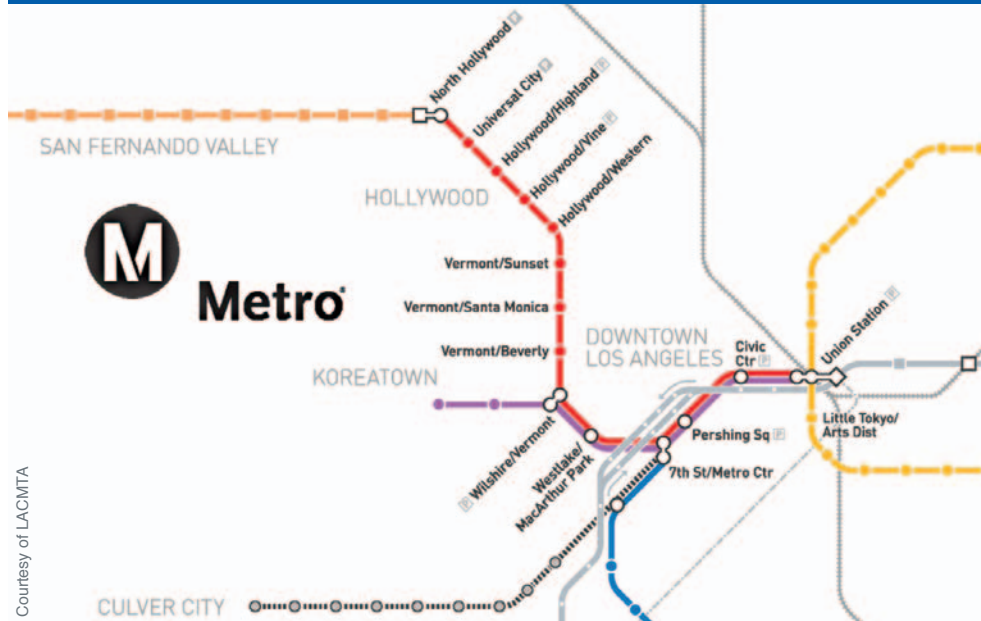 North Hollywood P
Universal City P
Hollywood/Highland P
Hollywood/Vine P
Hollywood/Western
SAN FERNANDO VALLEY
HOLLYWOOD
M
Metro
Vermont/Sunset
Vermont/Santa Monica
Vermont/Beverly
DOWNTOWN
LOS ANGELES
Civic
Ctr P
Union Station P
KOREATOWN
Little Tokyo/
Arts Dist
Pershing Sq P
7th St/Metro Ctr
P Wilshire/Vermont
Westlake/
MacArthur Park
CULVER CITY
Courtesy of LACMTA